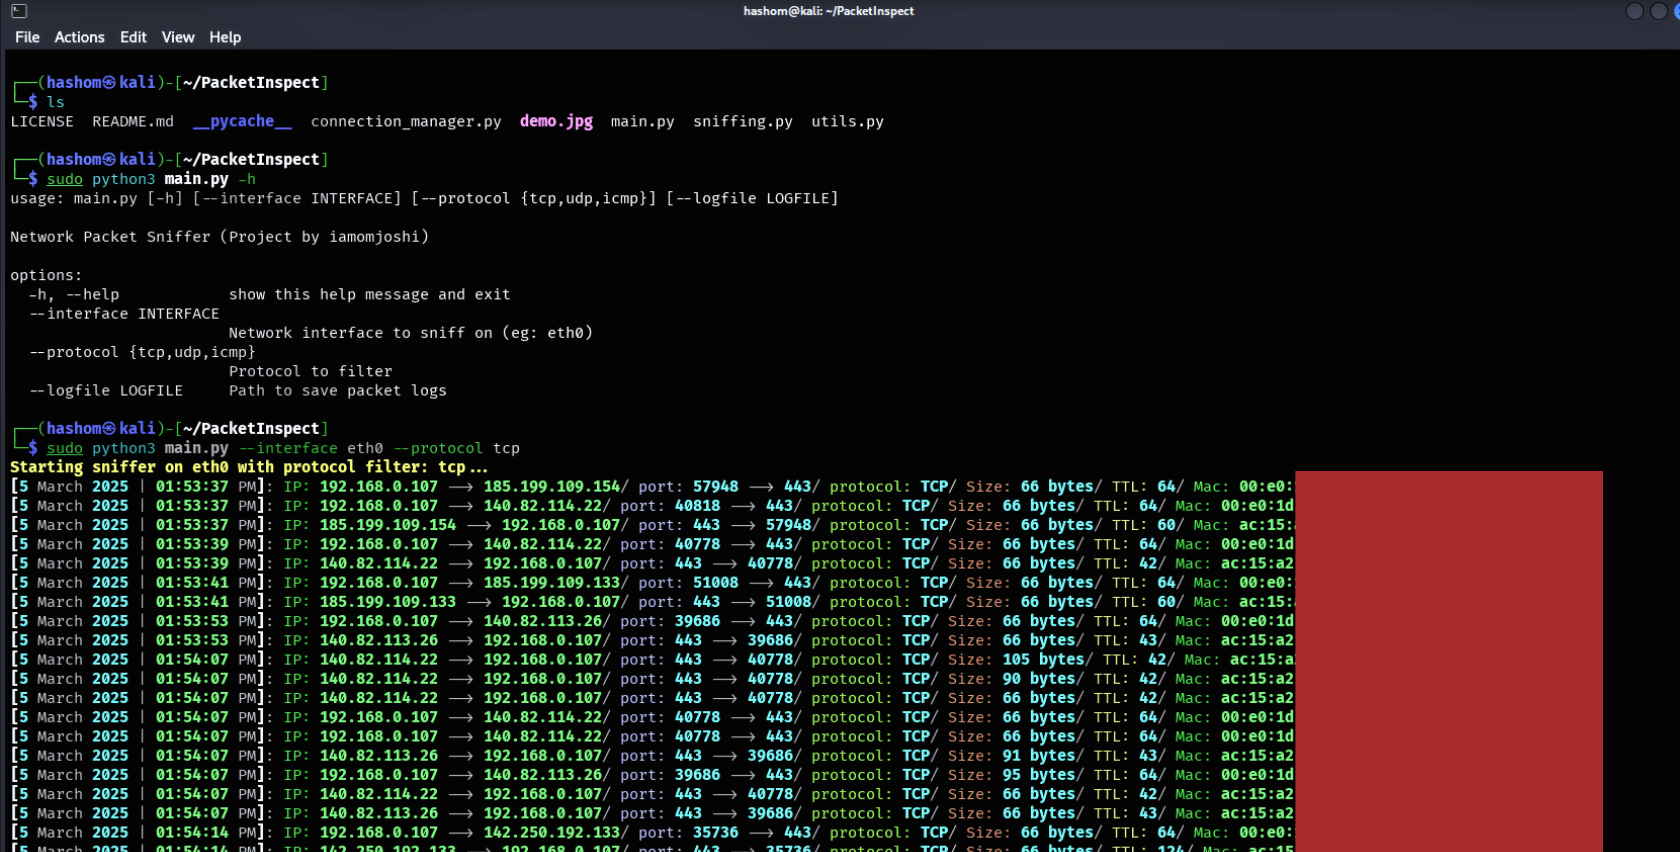 hashom@kali: ~/PacketInspect
File Actions Edit View Help
┌──(hashom㉿kali)-[~/PacketInspect]
└─$ ls
LICENSE README.md __pycache__ connection_manager.py demo.jpg main.py sniffing.py utils.py
┌──(hashom㉿kali)-[~/PacketInspect]
└─$ sudo python3 main.py -h
usage: main.py [-h] [--interface INTERFACE] [--protocol {tcp,udp,icmp}] [--logfile LOGFILE]
Network Packet Sniffer (Project by iamomjoshi)
options:
-h, --help show this help message and exit
--interface INTERFACE
Network interface to sniff on (eg: eth0)
--protocol {tcp,udp,icmp}
Protocol to filter
--logfile LOGFILE Path to save packet logs
┌──(hashom㉿kali)-[~/PacketInspect]
└─$ sudo python3 main.py --interface eth0 --protocol tcp
Starting sniffer on eth0 with protocol filter: tcp...
[5 March 2025 | 01:53:37 PM]: IP: 192.168.0.107 --> 185.199.109.154/ port: 57948 --> 443/ protocol: TCP/ Size: 66 bytes/ TTL: 64/ Mac: 00:e0:
[5 March 2025 | 01:53:37 PM]: IP: 192.168.0.107 --> 140.82.114.22/ port: 40818 --> 443/ protocol: TCP/ Size: 66 bytes/ TTL: 64/ Mac: 00:e0:1d
[5 March 2025 | 01:53:37 PM]: IP: 185.199.109.154 --> 192.168.0.107/ port: 443 --> 57948/ protocol: TCP/ Size: 66 bytes/ TTL: 60/ Mac: ac:15:
[5 March 2025 | 01:53:39 PM]: IP: 192.168.0.107 --> 140.82.114.22/ port: 40778 --> 443/ protocol: TCP/ Size: 66 bytes/ TTL: 64/ Mac: 00:e0:1d
[5 March 2025 | 01:53:39 PM]: IP: 140.82.114.22 --> 192.168.0.107/ port: 443 --> 40778/ protocol: TCP/ Size: 66 bytes/ TTL: 42/ Mac: ac:15:a2
[5 March 2025 | 01:53:41 PM]: IP: 192.168.0.107 --> 185.199.109.133/ port: 51008 --> 443/ protocol: TCP/ Size: 66 bytes/ TTL: 64/ Mac: 00:e0:
[5 March 2025 | 01:53:41 PM]: IP: 185.199.109.133 --> 192.168.0.107/ port: 443 --> 51008/ protocol: TCP/ Size: 66 bytes/ TTL: 60/ Mac: ac:15:
[5 March 2025 | 01:53:53 PM]: IP: 192.168.0.107 --> 140.82.113.26/ port: 39686 --> 443/ protocol: TCP/ Size: 66 bytes/ TTL: 64/ Mac: 00:e0:1d
[5 March 2025 | 01:53:53 PM]: IP: 140.82.113.26 --> 192.168.0.107/ port: 443 --> 39686/ protocol: TCP/ Size: 66 bytes/ TTL: 43/ Mac: ac:15:a2
[5 March 2025 | 01:54:07 PM]: IP: 140.82.114.22 --> 192.168.0.107/ port: 443 --> 40778/ protocol: TCP/ Size: 105 bytes/ TTL: 42/ Mac: ac:15:a
[5 March 2025 | 01:54:07 PM]: IP: 140.82.114.22 --> 192.168.0.107/ port: 443 --> 40778/ protocol: TCP/ Size: 90 bytes/ TTL: 42/ Mac: ac:15:a2
[5 March 2025 | 01:54:07 PM]: IP: 140.82.114.22 --> 192.168.0.107/ port: 443 --> 40778/ protocol: TCP/ Size: 66 bytes/ TTL: 42/ Mac: ac:15:a2
[5 March 2025 | 01:54:07 PM]: IP: 192.168.0.107 --> 140.82.114.22/ port: 40778 --> 443/ protocol: TCP/ Size: 66 bytes/ TTL: 64/ Mac: 00:e0:1d
[5 March 2025 | 01:54:07 PM]: IP: 192.168.0.107 --> 140.82.114.22/ port: 40778 --> 443/ protocol: TCP/ Size: 66 bytes/ TTL: 64/ Mac: 00:e0:1d
[5 March 2025 | 01:54:07 PM]: IP: 140.82.113.26 --> 192.168.0.107/ port: 443 --> 39686/ protocol: TCP/ Size: 91 bytes/ TTL: 43/ Mac: ac:15:a2
[5 March 2025 | 01:54:07 PM]: IP: 192.168.0.107 --> 140.82.113.26/ port: 39686 --> 443/ protocol: TCP/ Size: 95 bytes/ TTL: 64/ Mac: 00:e0:1d
[5 March 2025 | 01:54:07 PM]: IP: 140.82.114.22 --> 192.168.0.107/ port: 443 --> 40778/ protocol: TCP/ Size: 66 bytes/ TTL: 42/ Mac: ac:15:a2
[5 March 2025 | 01:54:07 PM]: IP: 140.82.113.26 --> 192.168.0.107/ port: 443 --> 39686/ protocol: TCP/ Size: 66 bytes/ TTL: 43/ Mac: ac:15:a2
[5 March 2025 | 01:54:14 PM]: IP: 192.168.0.107 --> 142.250.192.133/ port: 35736 --> 443/ protocol: TCP/ Size: 66 bytes/ TTL: 64/ Mac: 00:e0:
[5 March 2025 | 01:54:14 PM]: IP: 142.250.192.133 --> 192.168.0.107/ port: 443 --> 35736/ protocol: TCP/ Size: 66 bytes/ TTL: 124/ Mac: ac:15